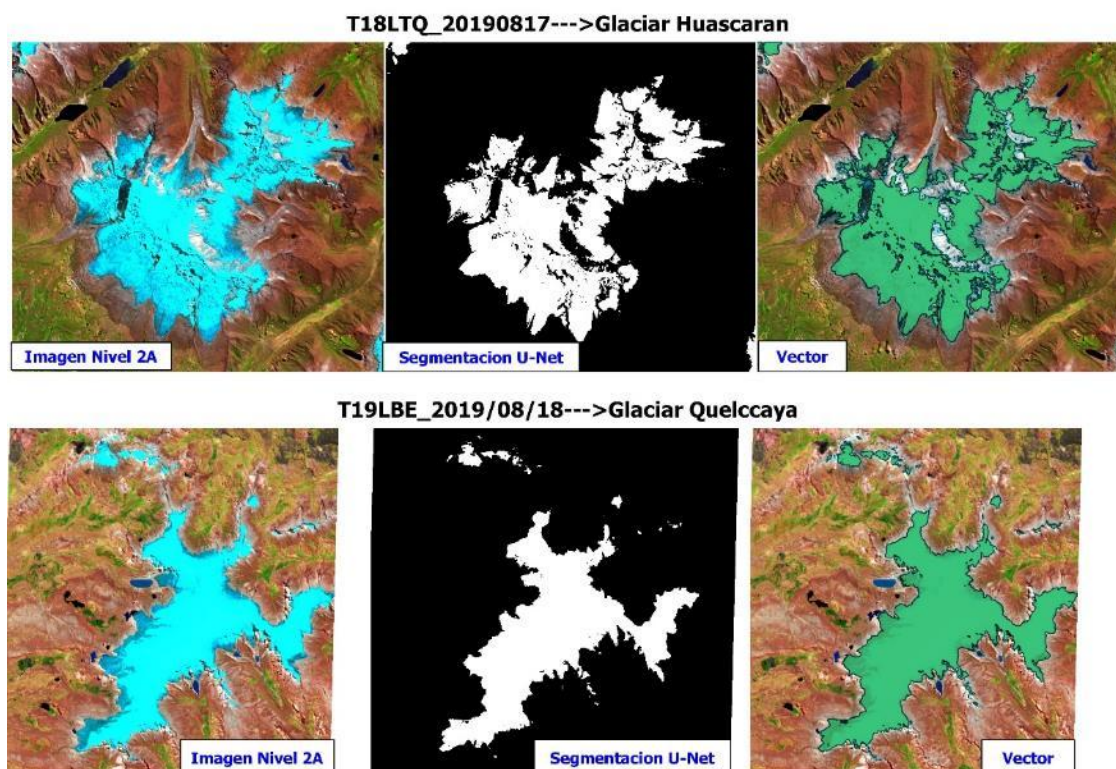 T18LTQ_20190817--->Glaciar Huascaran
Imagen Nivel 2A
Segmentacion U-Net
Vector
T19LBE_2019/08/18--->Glaciar Quelccaya
Imagen Nivel 2A
Segmentacion U-Net
Vector